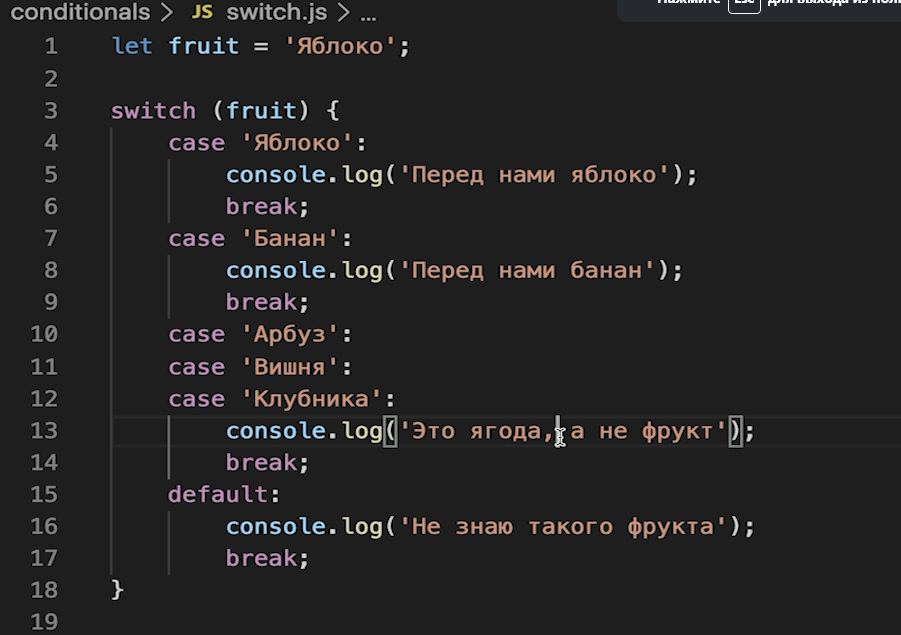 conditionals > JS switch.js > ...
Нажмите Esc для выхода из
1 let fruit = 'Яблоко';
2
3 switch (fruit) {
4 case 'Яблоко':
5 console.log('Перед нами яблоко');
6 break;
7 case 'Банан':
8 console.log('Перед нами банан');
9 break;
10 case 'Арбуз':
11 case 'Вишня':
12 case 'Клубника':
13 console.log('Это ягода, а не фрукт');
14 break;
15 default:
16 console.log('Не знаю такого фрукта');
17 break;
18 }
19